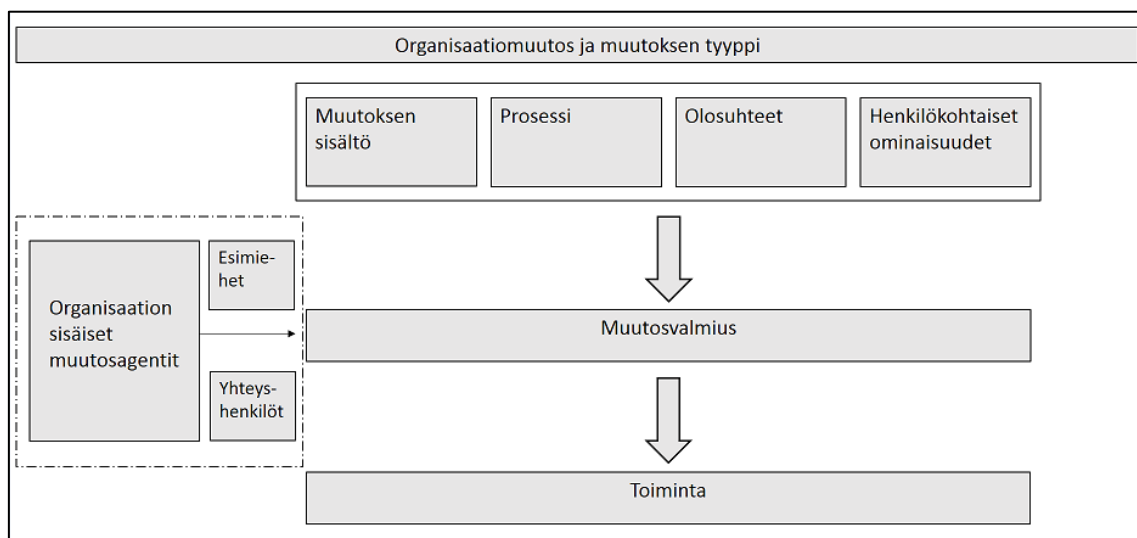 Organisaatiomuutos ja muutoksen tyyppi
Muutoksen
sisältö
Prosessi
Olosuhteet
Henkilökohtaiset
ominaisuudet
Organisaation
sisäiset
muutosagentit
Esimie-
het
Yhteys-
henkilöt
Muutosvalmius
Toiminta